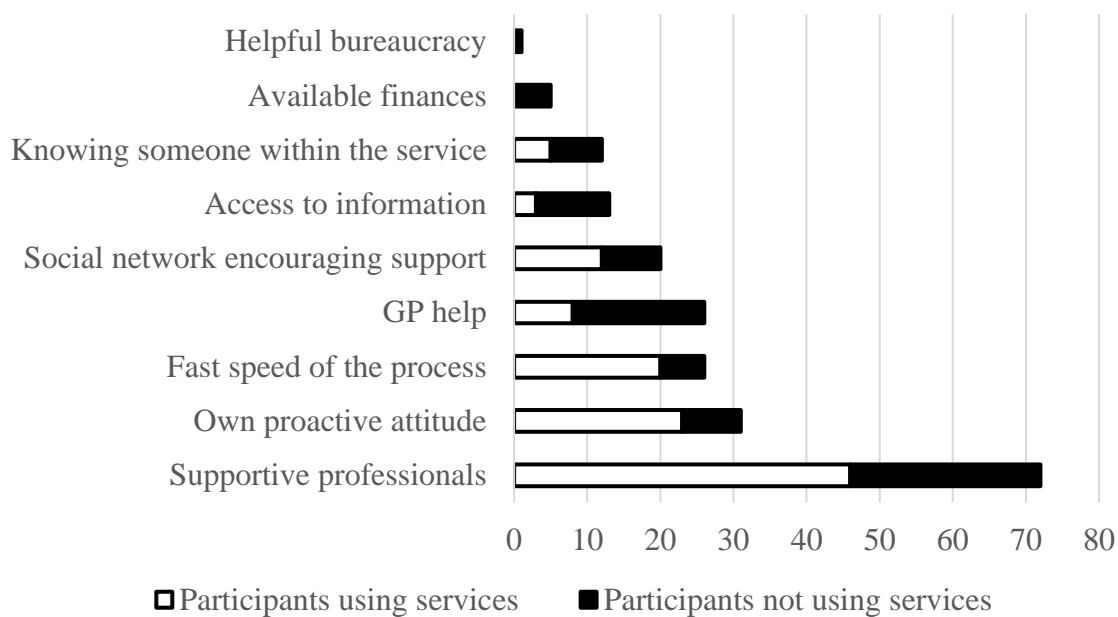 Helpful bureaucracy
Available finances
Knowing someone within the service
Access to information
Social network encouraging support
GP help
Fast speed of the process
Own proactive attitude
Supportive professionals
0 10 20 30 40 50 60 70 80
Participants using services Participants not using services